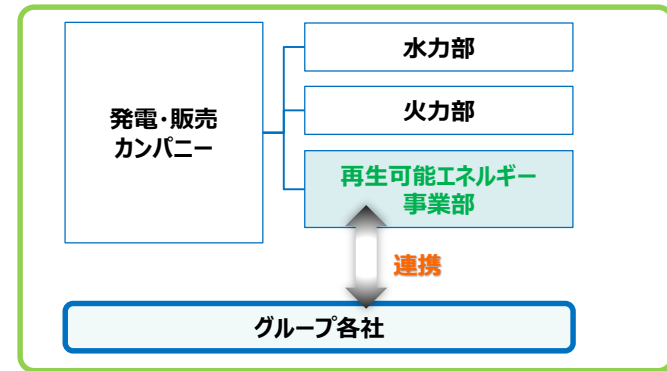 発電・販売
カンパニー
水力部
火力部
再生可能エネルギー
事業部
連携
グループ各社